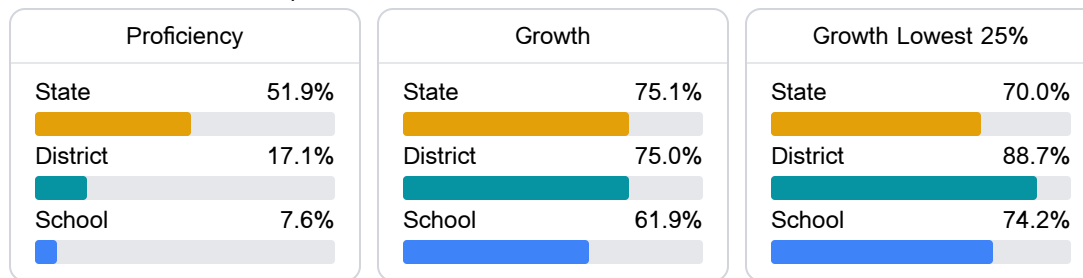 Proficiency
State 51.9%
District 17.1%
School 7.6%
Growth
State 75.1%
District 75.0%
School 61.9%
Growth Lowest 25%
State 70.0%
District 88.7%
School 74.2%